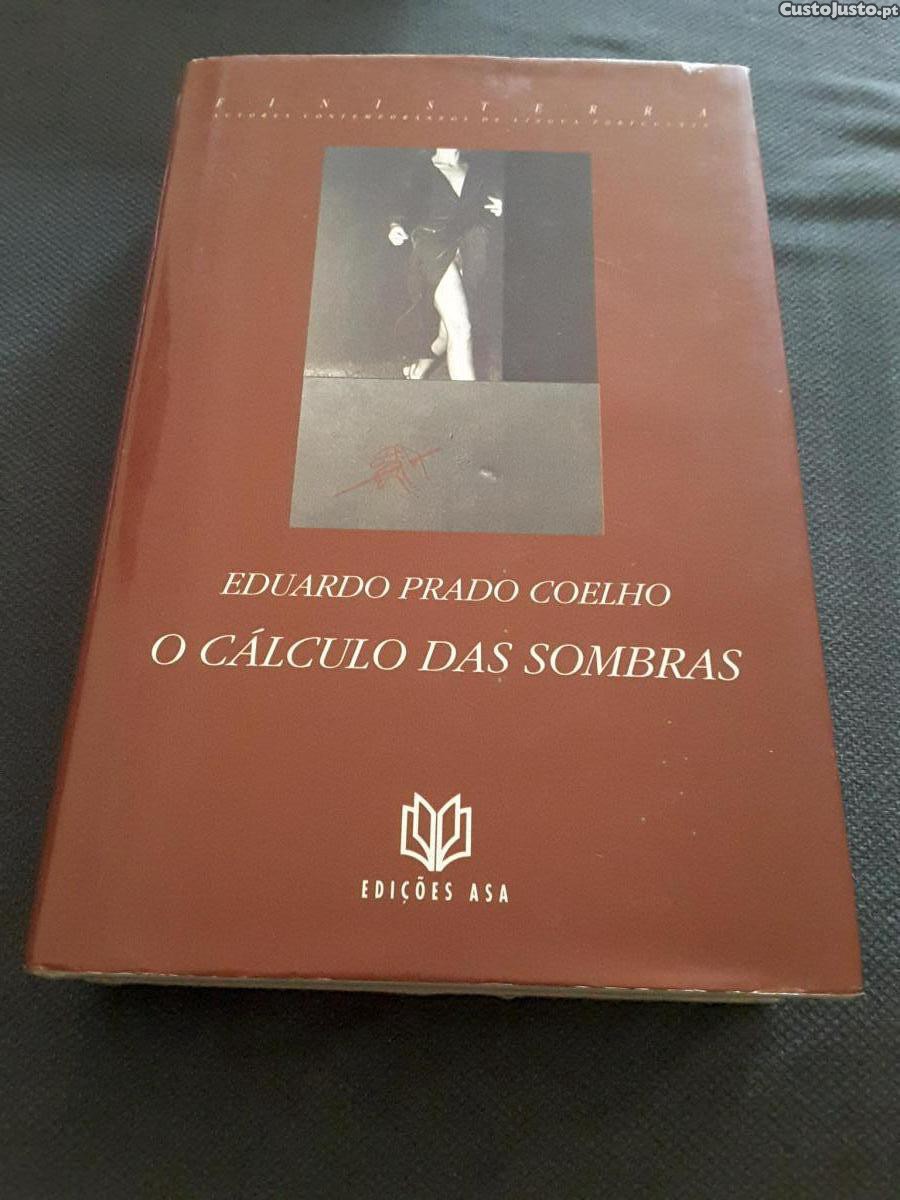 CustoJusto.pt
FINISTERRA
AUTORES CONTEMPORÂNEOS DE LÍNGUA PORTUGUESA
EDUARDO PRADO COELHO
O CÁLCULO DAS SOMBRAS
EDIÇÕES ASA